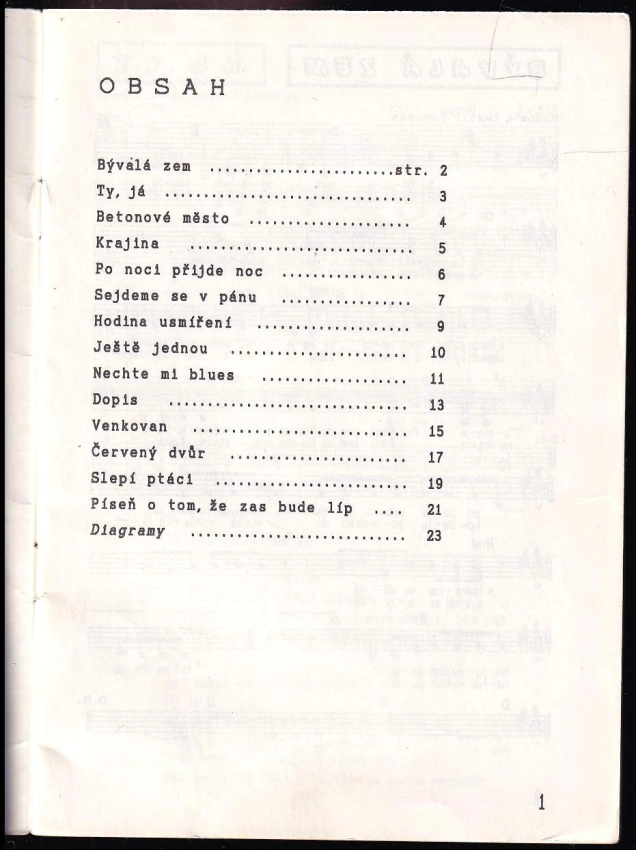 OBSAH
Bývalá zem ........................str. 2
Ty, já ................................ 3
Betonové město ..................... 4
Krajina ............................. 5
Po noci přijde noc ................. 6
Sejdeme se v pánu ................. 7
Hodina usmíření .................... 9
Ještě jednou ....................... 10
Nechte mi blues ................... 11
Dopis ............................... 13
Venkovan ............................ 15
Červený dvůr ....................... 17
Slepí ptáci ......................... 19
Píseň o tom, že zas bude líp .... 21
Diagramy ............................ 23
1